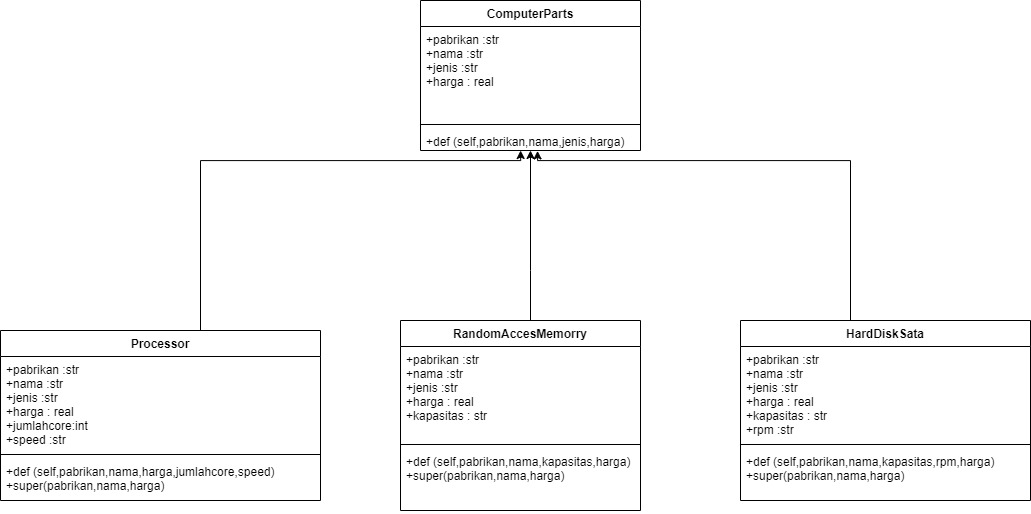 ComputerParts
+pabrikan :str
+nama :str
+jenis :str
+harga : real
+def (self,pabrikan,nama,jenis,harga)
Processor
+pabrikan :str
+nama :str
+jenis :str
+harga : real
+jumlahcore:int
+speed :str
+def (self,pabrikan,nama,harga,jumlahcore,speed)
+super(pabrikan,nama,harga)
RandomAccesMemorry
+pabrikan :str
+nama :str
+jenis :str
+harga : real
+kapasitas : str
+def (self,pabrikan,nama,kapasitas,harga)
+super(pabrikan,nama,harga)
HardDiskSata
+pabrikan :str
+nama :str
+jenis :str
+harga : real
+kapasitas : str
+rpm :str
+def (self,pabrikan,nama,kapasitas,rpm,harga)
+super(pabrikan,nama,harga)